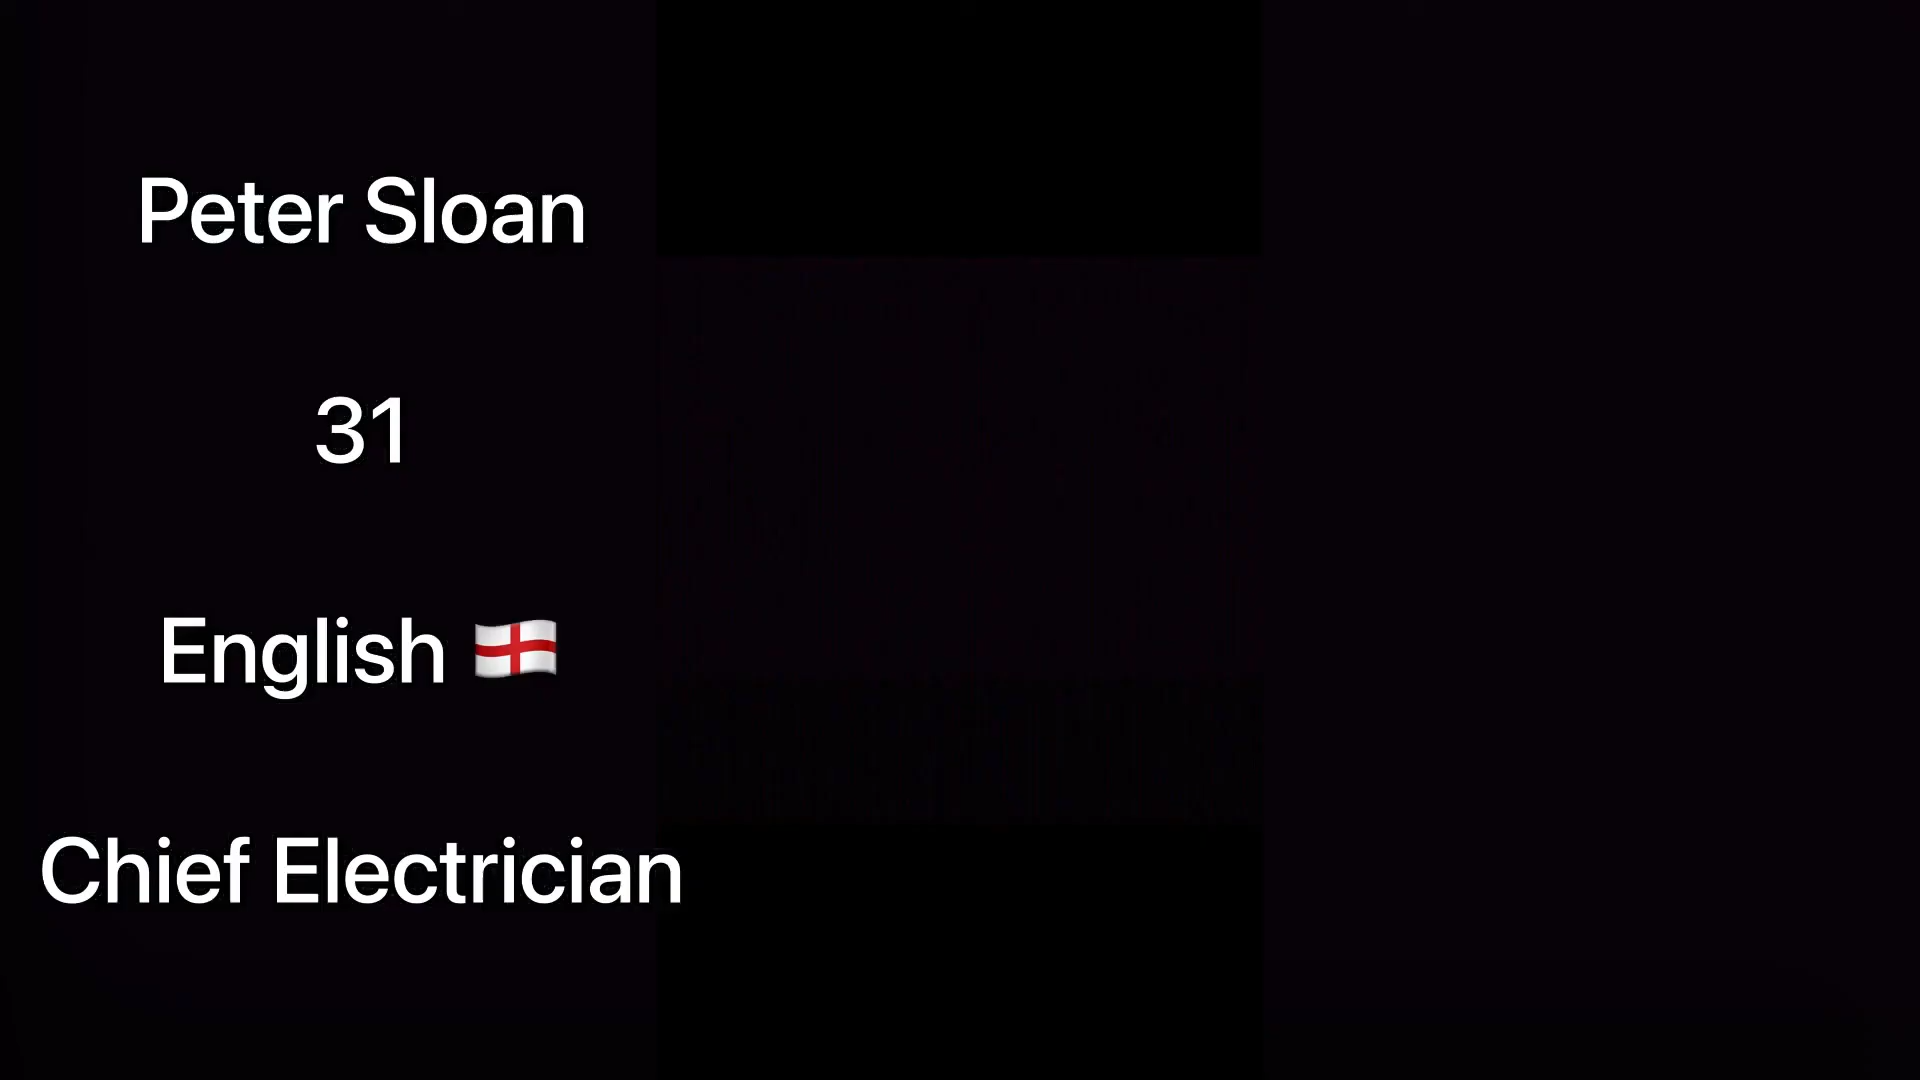 Peter Sloan
31
English 🏴󠁧󠁢󠁥󠁮󠁧󠁿
Chief Electrician